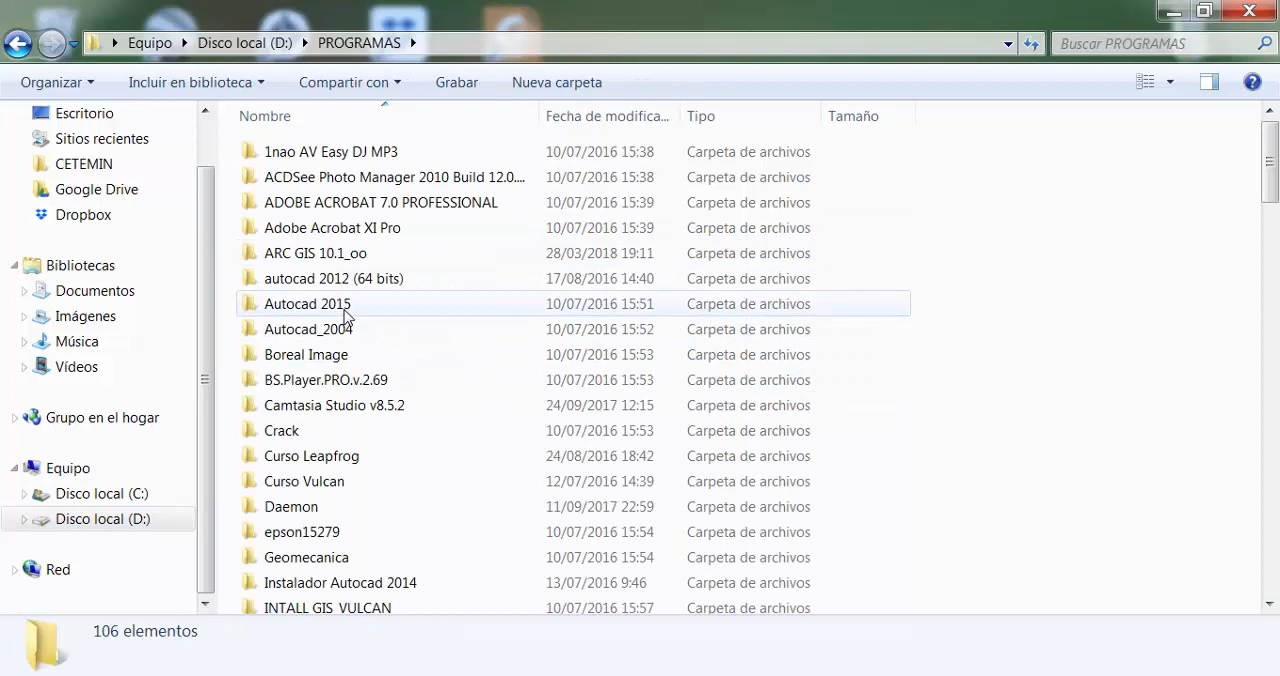 Equipo Disco local (D:) PROGRAMAS Buscar PROGRAMAS
Organizar Incluir en biblioteca Compartir con Grabar Nueva carpeta
Escritorio
Sitios recientes
CETEMIN
Google Drive
Dropbox
Bibliotecas
Documentos
Imágenes
Música
Vídeos
Grupo en el hogar
Equipo
Disco local (C:)
Disco local (D:)
Red
Nombre Fecha de modifica... Tipo Tamaño
1nao AV Easy DJ MP3 10/07/2016 15:38 Carpeta de archivos
ACDSee Photo Manager 2010 Build 12.0.... 10/07/2016 15:38 Carpeta de archivos
ADOBE ACROBAT 7.0 PROFESSIONAL 10/07/2016 15:39 Carpeta de archivos
Adobe Acrobat XI Pro 10/07/2016 15:39 Carpeta de archivos
ARC GIS 10.1_oo 28/03/2018 19:11 Carpeta de archivos
autocad 2012 (64 bits) 17/08/2016 14:40 Carpeta de archivos
Autocad 2015 10/07/2016 15:51 Carpeta de archivos
Autocad_2004 10/07/2016 15:52 Carpeta de archivos
Boreal Image 10/07/2016 15:53 Carpeta de archivos
BS.Player.PRO.v.2.69 10/07/2016 15:53 Carpeta de archivos
Camtasia Studio v8.5.2 24/09/2017 12:15 Carpeta de archivos
Crack 10/07/2016 15:53 Carpeta de archivos
Curso Leapfrog 24/08/2016 18:42 Carpeta de archivos
Curso Vulcan 12/07/2016 14:39 Carpeta de archivos
Daemon 11/09/2017 22:59 Carpeta de archivos
epson15279 10/07/2016 15:54 Carpeta de archivos
Geomecanica 10/07/2016 15:54 Carpeta de archivos
Instalador Autocad 2014 13/07/2016 9:46 Carpeta de archivos
INTALL GIS_VULCAN 10/07/2016 15:57 Carpeta de archivos
106 elementos